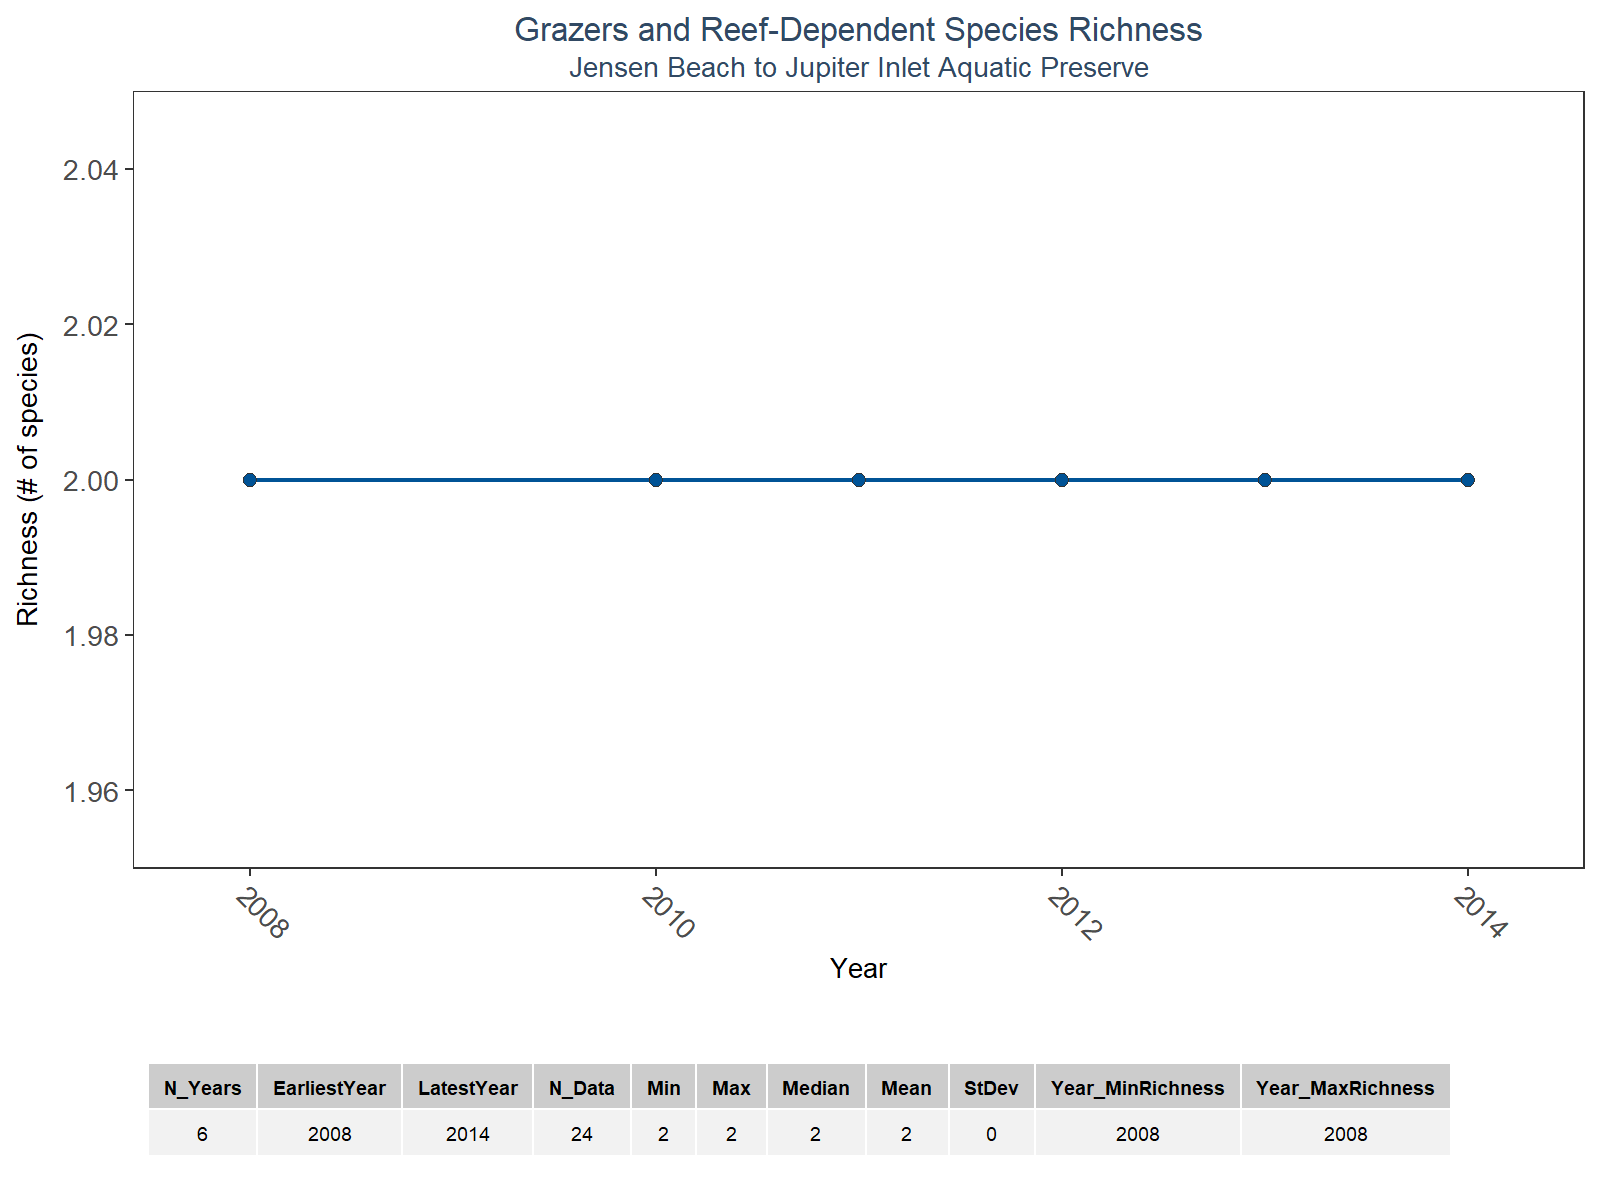 Grazers and Reef-Dependent Species Richness
Jensen Beach to Jupiter Inlet Aquatic Preserve
Richness (# of species)
2.04
2.02
2.00
1.98
1.96
2008 2010 2012 2014
Year
N_Years EarliestYear LatestYear N_Data Min Max Median Mean StDev Year_MinRichness Year_MaxRichness
6 2008 2014 24 2 2 2 2 0 2008 2008